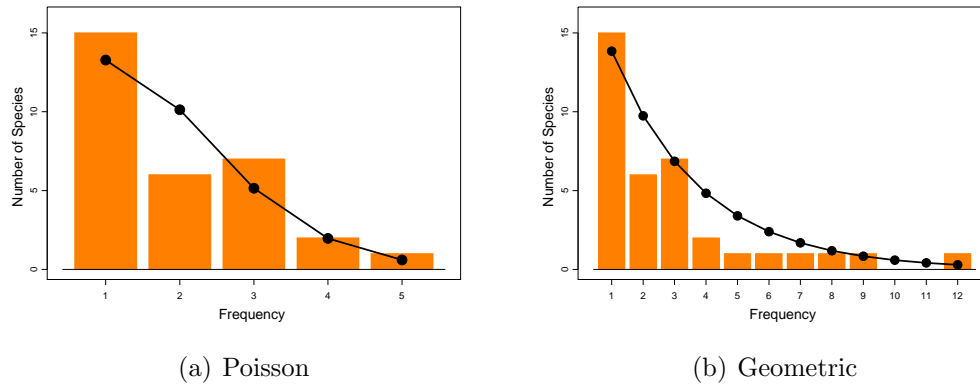 Number of Species
15
10
5
0
1 2 3 4 5
Frequency
(a) Poisson
Number of Species
15
10
5
0
1 2 3 4 5 6 7 8 9 10 11 12
Frequency
(b) Geometric